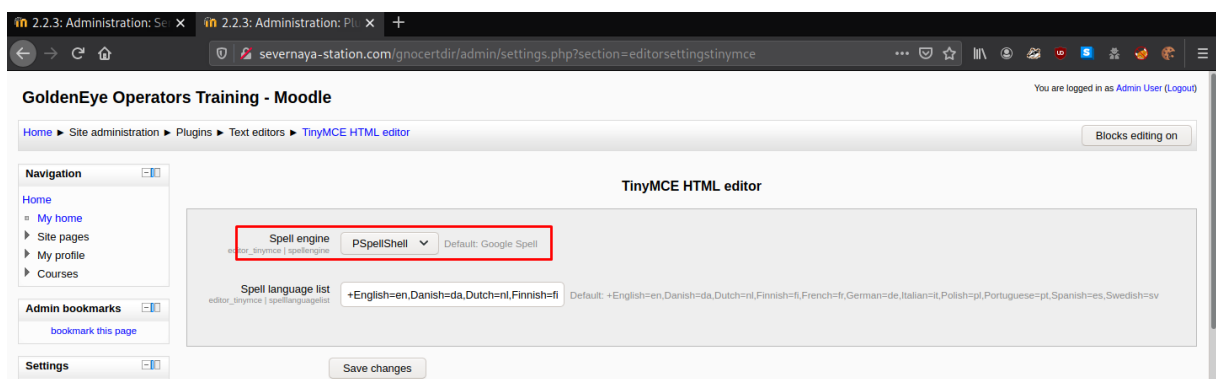 2.2.3: Administration: Se
2.2.3: Administration: Plu
severnaya-station.com/gnocertdir/admin/settings.php?section=editorsettingstinymce
GoldenEye Operators Training - Moodle
You are logged in as Admin User (Logout)
Home ► Site administration ► Plugins ► Text editors ► TinyMCE HTML editor
Blocks editing on
Navigation
Home
My home
Site pages
My profile
Courses
Admin bookmarks
bookmark this page
Settings
TinyMCE HTML editor
Spell engine
editor_tinymce | spellengine
PSpellShell
Default: Google Spell
Spell language list
editor_tinymce | spelllanguagelist
+English=en,Danish=da,Dutch=nl,Finnish=fi
Default: +English=en,Danish=da,Dutch=nl,Finnish=fi,French=fr,German=de,Italian=it,Polish=pl,Portuguese=pt,Spanish=es,Swedish=sv
Save changes